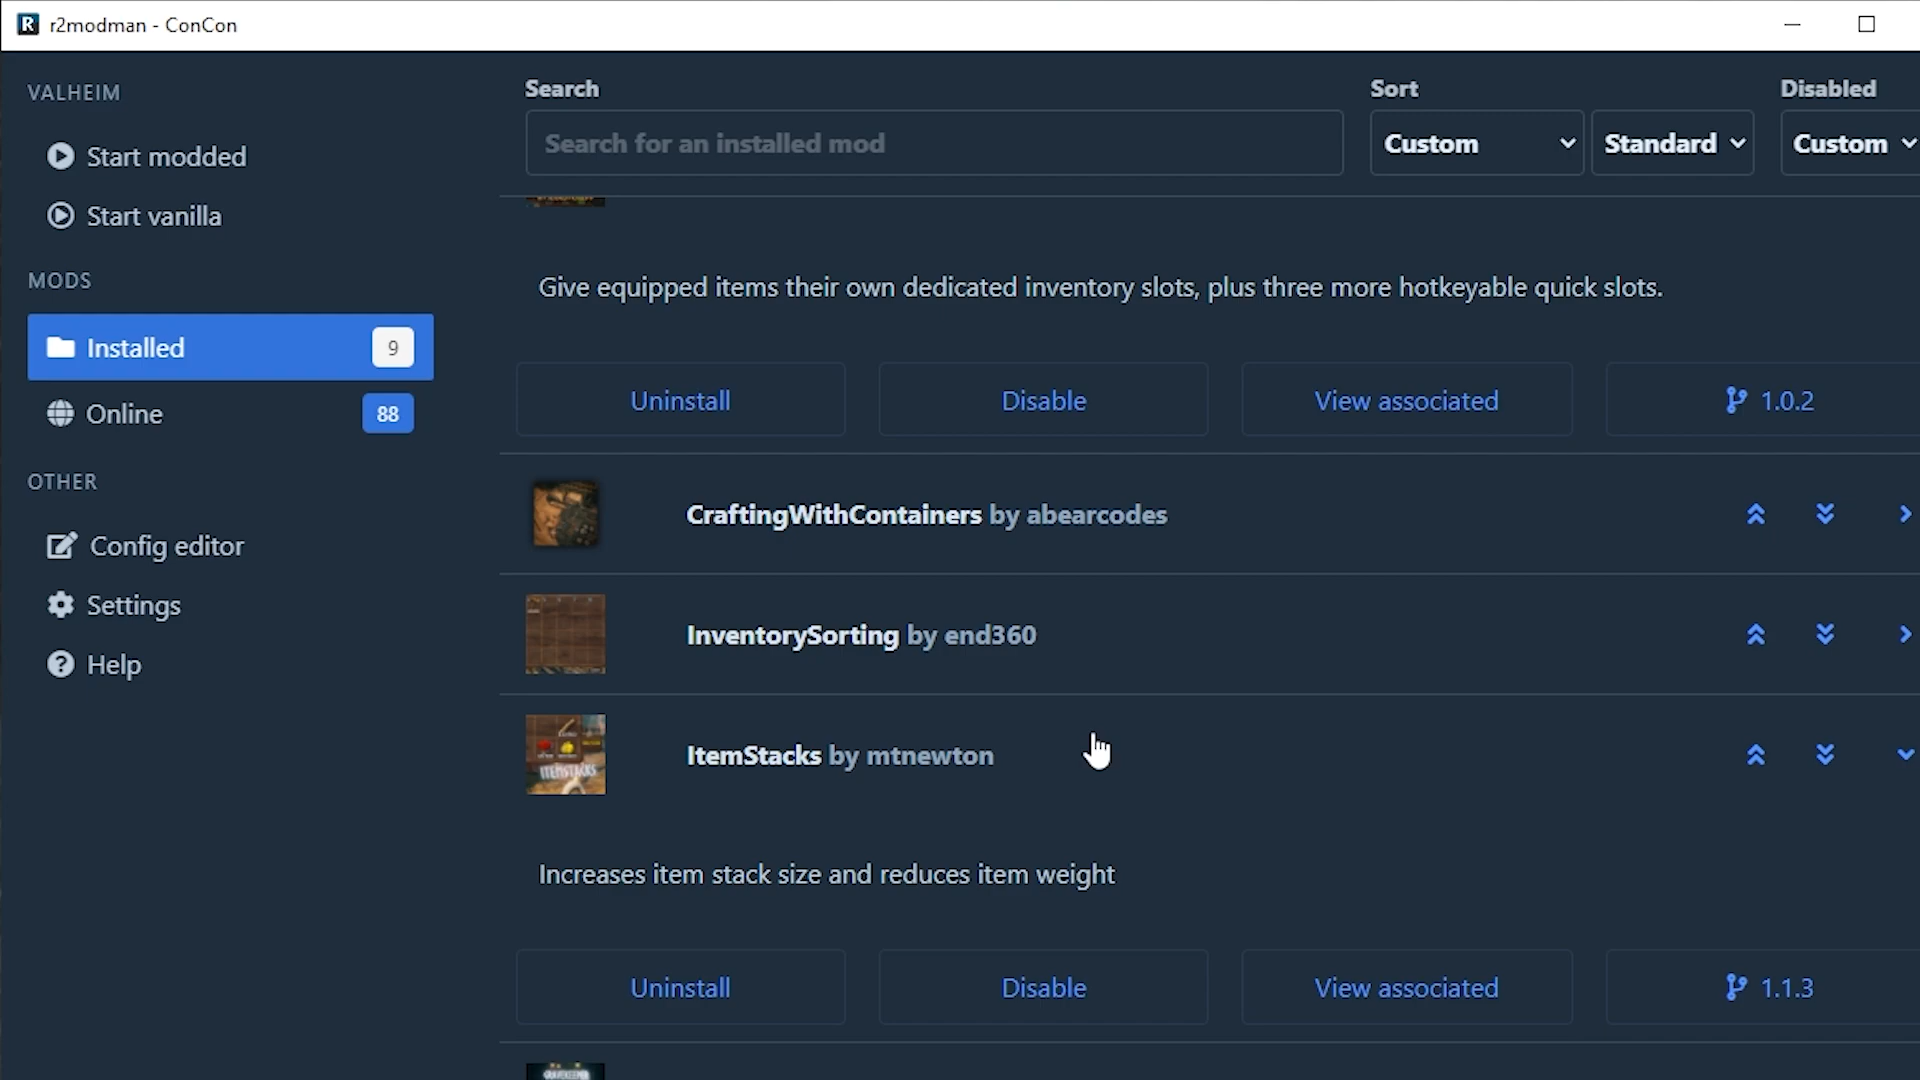 R r2modman - ConCon
VALHEIM
Start modded
Start vanilla
MODS
Installed 9
Online 88
OTHER
Config editor
Settings
Help
Search
Search for an installed mod
Sort
Custom
Standard
Disabled
Custom
Give equipped items their own dedicated inventory slots, plus three more hotkeyable quick slots.
Uninstall Disable View associated 1.0.2
CraftingWithContainers by abearcodes
InventorySorting by end360
ITEMSTACKS
ItemStacks by mtnewton
Increases item stack size and reduces item weight
Uninstall Disable View associated 1.1.3